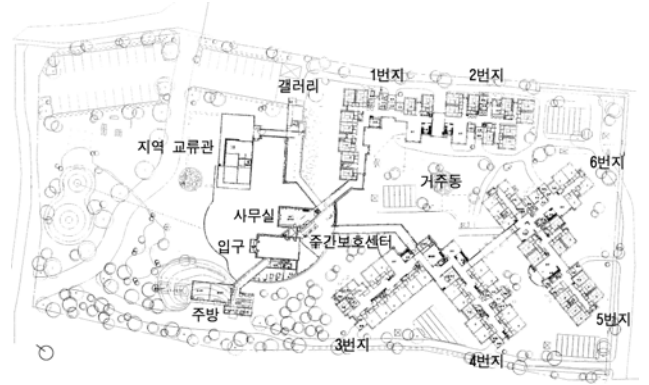 1번지
2번지
갤러리
지역 교류관
6번지
거주동
사무실
입구
주간보호센터
주방
5번지
3번지
4번지